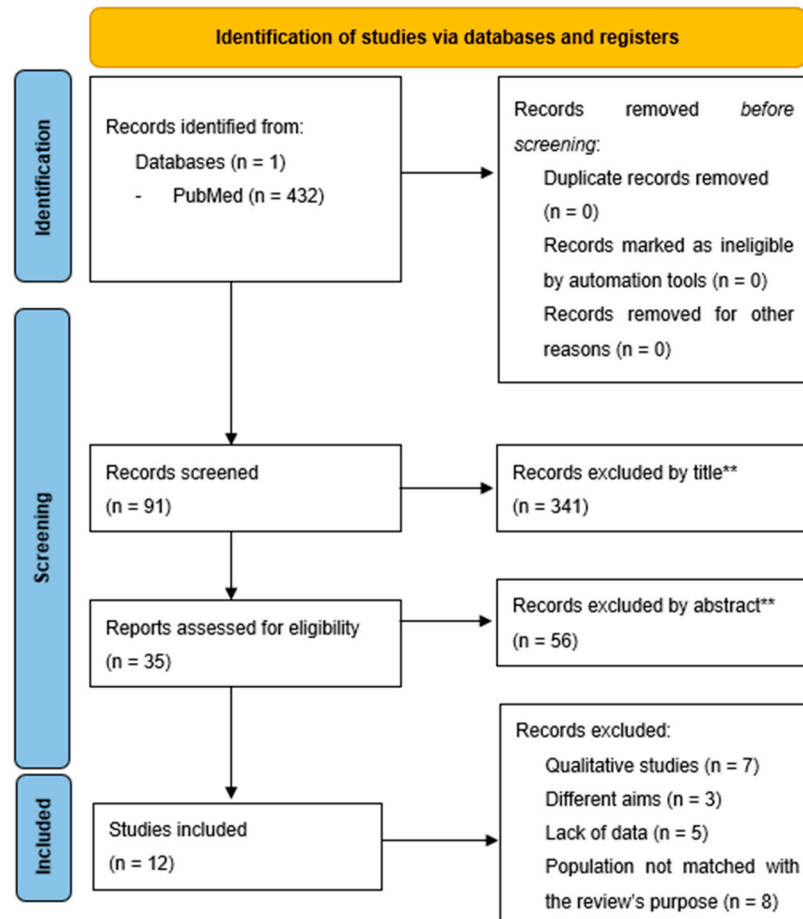 Identification of studies via databases and registers
Identification
Records identified from:
Databases (n = 1)
- PubMed (n = 432)
Records removed before
screening:
Duplicate records removed
(n = 0)
Records marked as ineligible
by automation tools (n = 0)
Records removed for other
reasons (n = 0)
Screening
Records screened
(n = 91)
Records excluded by title**
(n = 341)
Reports assessed for eligibility
(n = 35)
Records excluded by abstract**
(n = 56)
Included
Studies included
(n = 12)
Records excluded:
Qualitative studies (n = 7)
Different aims (n = 3)
Lack of data (n = 5)
Population not matched with
the review's purpose (n = 8)